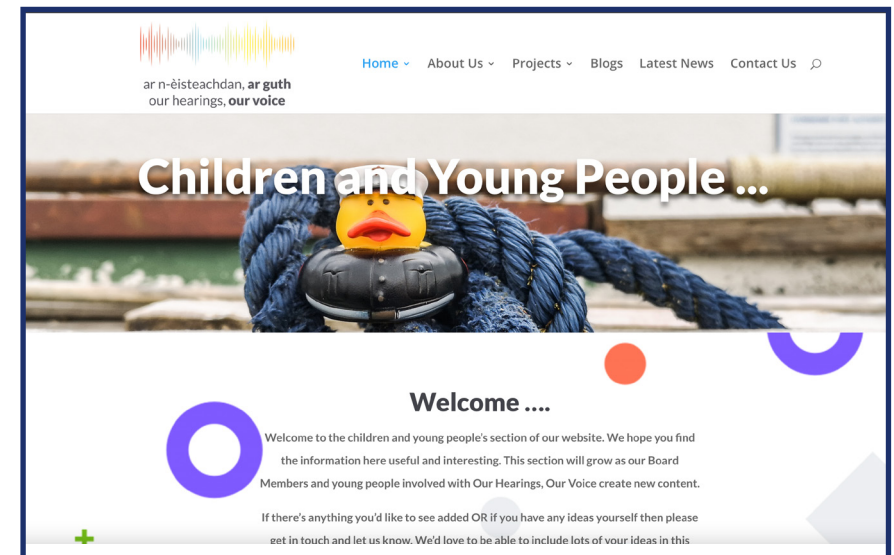 ar n-èisteachdan, ar guth
our hearings, our voice
Home About Us Projects Blogs Latest News Contact Us
Children and Young People ...
Welcome ....
Welcome to the children and young people's section of our website. We hope you find
the information here useful and interesting. This section will grow as our Board
Members and young people involved with Our Hearings, Our Voice create new content.
If there's anything you'd like to see added OR if you have any ideas yourself then please
get in touch and let us know. We'd love to be able to include lots of your ideas in this